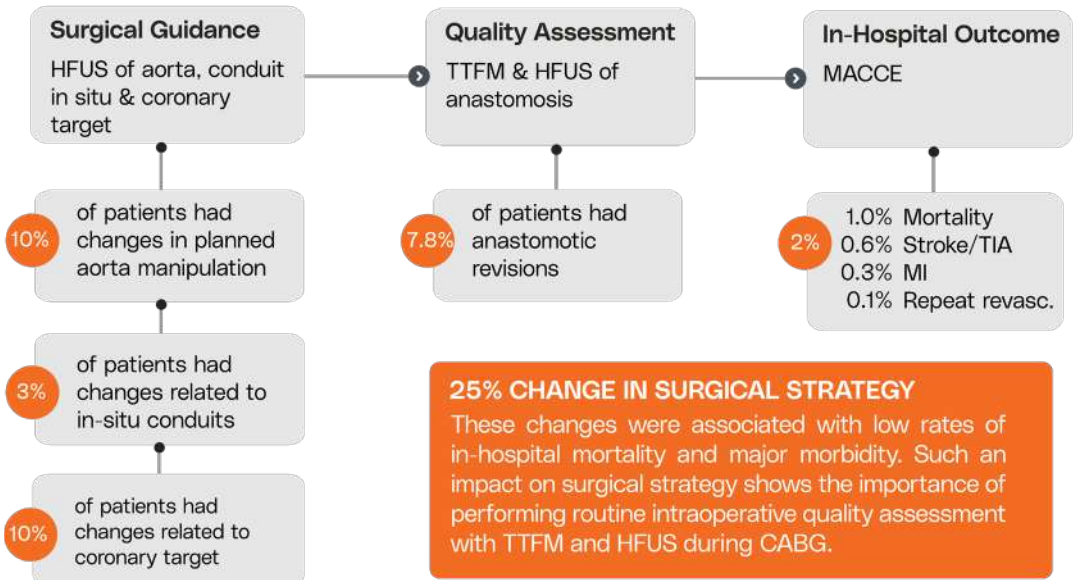 Surgical Guidance
HFUS of aorta, conduit
in situ & coronary
target
Quality Assessment
TTFM & HFUS of
anastomosis
In-Hospital Outcome
MACCE
10%
of patients had
changes in planned
aorta manipulation
7.8%
of patients had
anastomotic
revisions
2%
1.0% Mortality
0.6% Stroke/TIA
0.3% MI
0.1% Repeat revasc.
3%
of patients had
changes related to
in-situ conduits
10%
of patients had
changes related to
coronary target
25% CHANGE IN SURGICAL STRATEGY
These changes were associated with low rates of
in-hospital mortality and major morbidity. Such an
impact on surgical strategy shows the importance of
performing routine intraoperative quality assessment
with TTFM and HFUS during CABG.